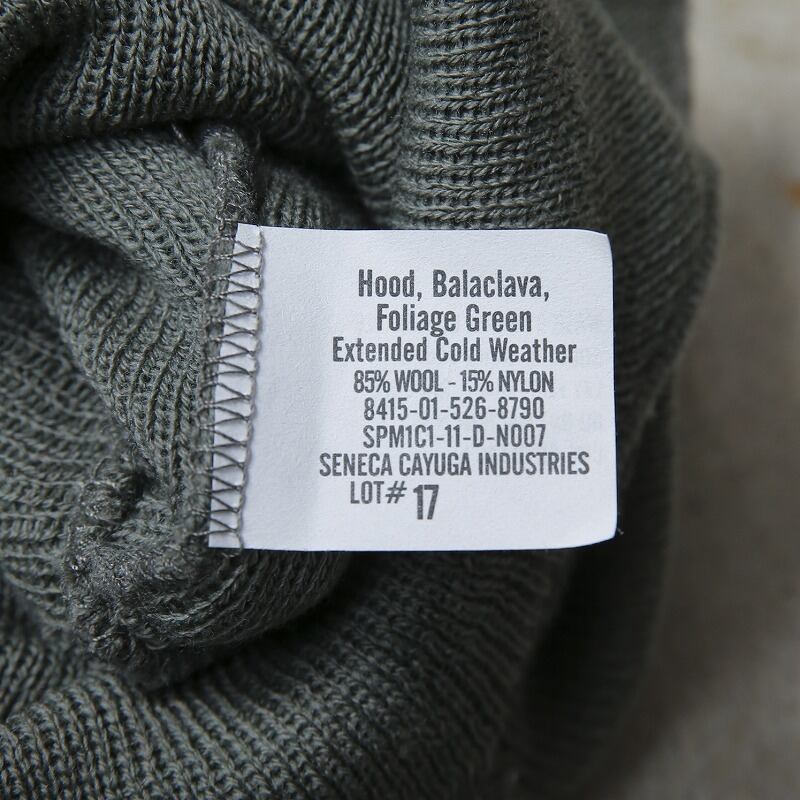 Hood, Balaclava,
Foliage Green
Extended Cold Weather
85% WOOL - 15% NYLON
8415-01-526-8790
SPM1C1-11-D-N007
SENECA CAYUGA INDUSTRIES
LOT# 17